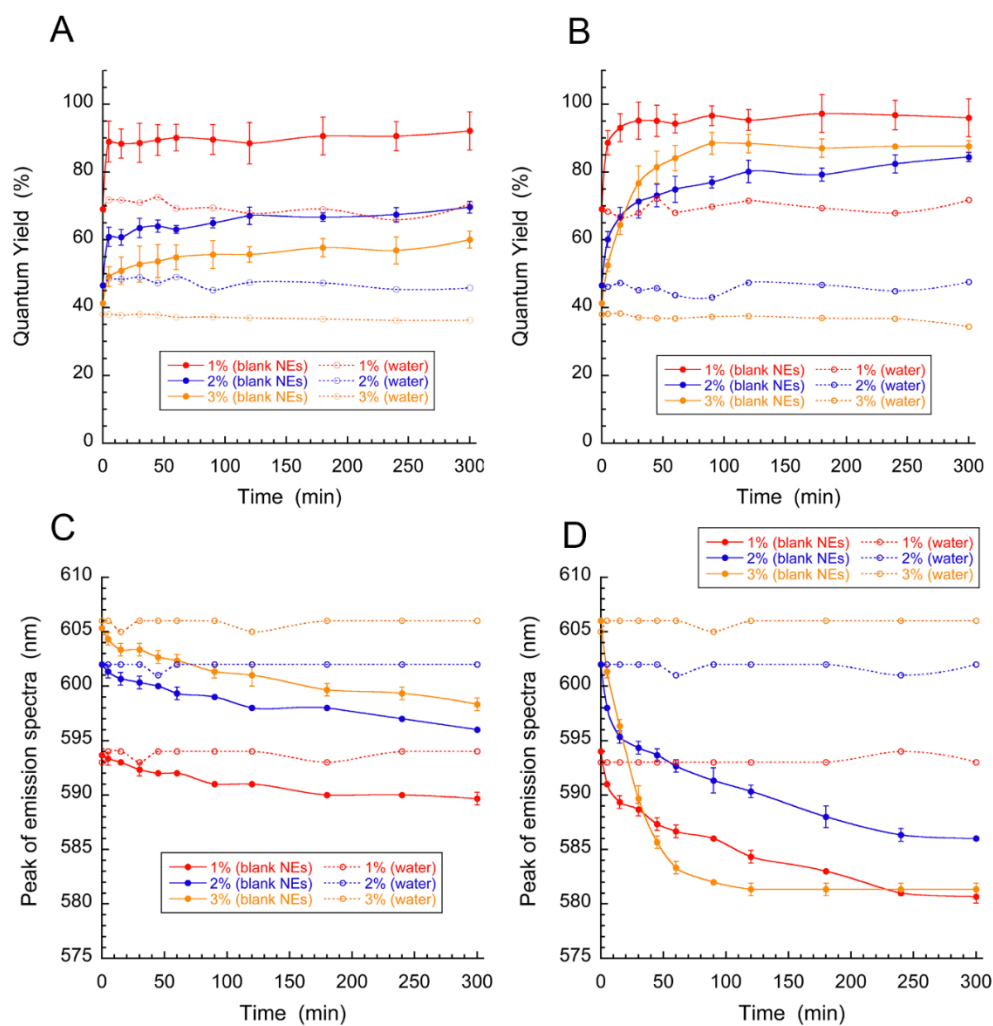 A
Quantum Yield (%)
100
80
60
40
20
0
1% (blank NEs) 1% (water)
2% (blank NEs) 2% (water)
3% (blank NEs) 3% (water)
0 50 100 150 200 250 300
Time (min)
B
Quantum Yield (%)
100
80
60
40
20
0
1% (blank NEs) 1% (water)
2% (blank NEs) 2% (water)
3% (blank NEs) 3% (water)
0 50 100 150 200 250 300
Time (min)
C
Peak of emission spectra (nm)
610
605
600
595
590
585
580
575
1% (blank NEs) 1% (water)
2% (blank NEs) 2% (water)
3% (blank NEs) 3% (water)
0 50 100 150 200 250 300
Time (min)
D
1% (blank NEs) 1% (water)
2% (blank NEs) 2% (water)
3% (blank NEs) 3% (water)
Peak of emission spectra (nm)
610
605
600
595
590
585
580
575
0 50 100 150 200 250 300
Time (min)